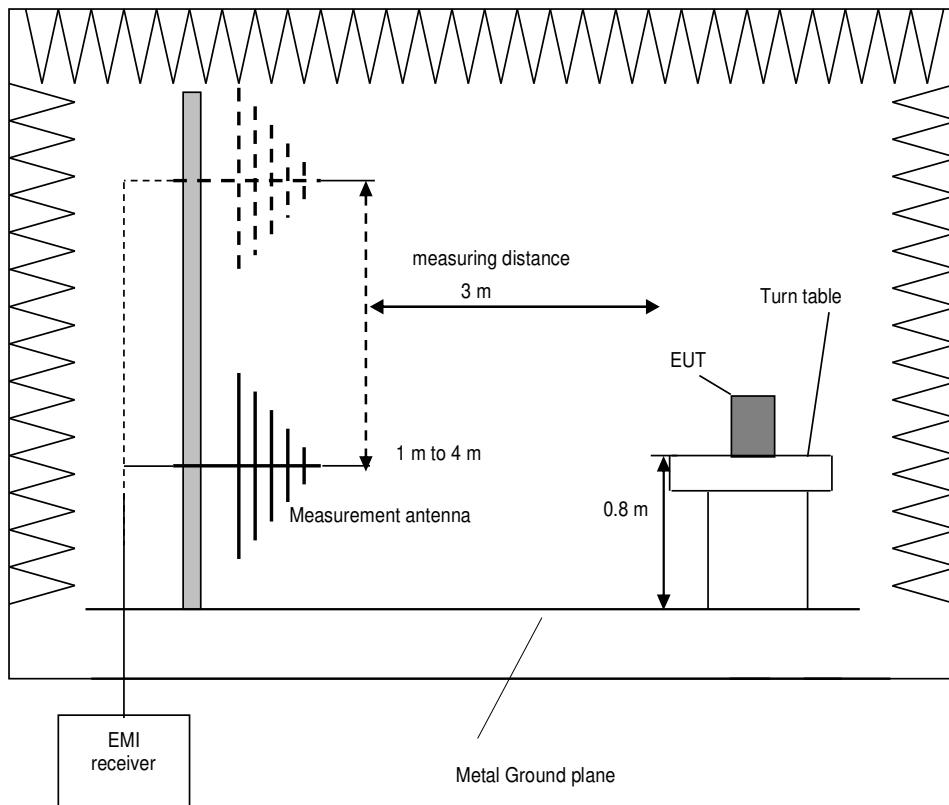 measuring distance
3 m
Turn table
EUT
1 m to 4 m
0.8 m
Measurement antenna
EMI
receiver
Metal Ground plane